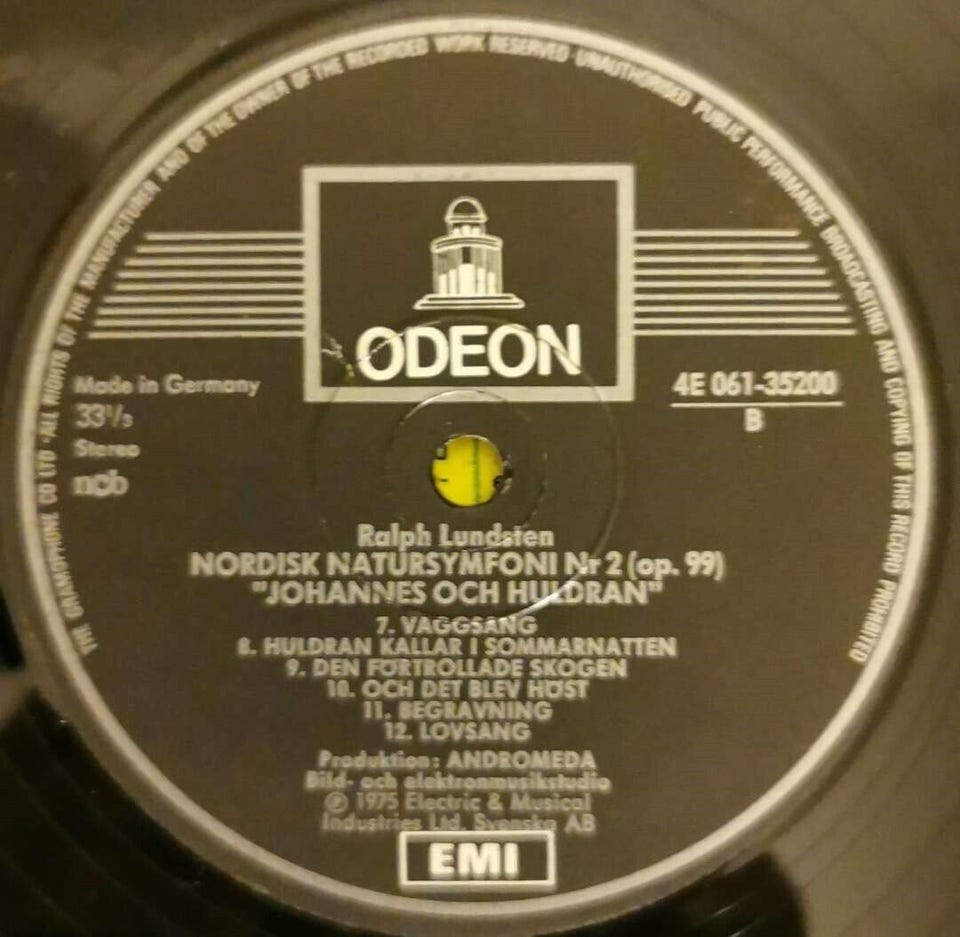 THE GRAMOPHONE CO LTD · ALL RIGHTS OF THE MANUFACTURER AND OF THE OWNER OF THE RECORDED WORK RESERVED · UNAUTHORISED PUBLIC PERFORMANCE BROADCASTING AND COPYING OF THIS RECORD PROHIBITED
ODEON
Made in Germany
33⅓
Stereo
ncb
4E 061-35200
B
Ralph Lundsten
NORDISK NATURSYMFONI Nr 2 (op. 99)
"JOHANNES OCH HULDRAN"
7. VAGGSÅNG
8. HULDRAN KALLAR I SOMMARNATTEN
9. DEN FÖRTROLLADE SKOGEN
10. OCH DET BLEV HÖST
11. BEGRAVNING
12. LOVSÅNG
Produktion: ANDROMEDA
Bild- och elektronmusikstudio
℗ 1975 Electric & Musical
Industries Ltd. Svenska AB
EMI